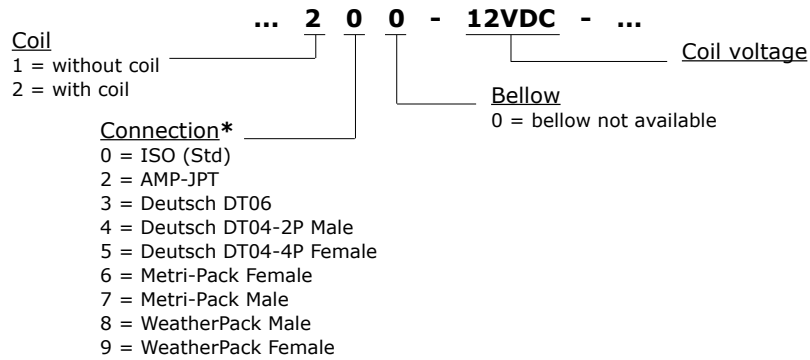 ... 2 0 0 - 12VDC - ...
Coil
1 = without coil
2 = with coil
Coil voltage
Bellow
0 = bellow not available
Connection*
0 = ISO (Std)
2 = AMP-JPT
3 = Deutsch DT06
4 = Deutsch DT04-2P Male
5 = Deutsch DT04-4P Female
6 = Metri-Pack Female
7 = Metri-Pack Male
8 = WeatherPack Male
9 = WeatherPack Female